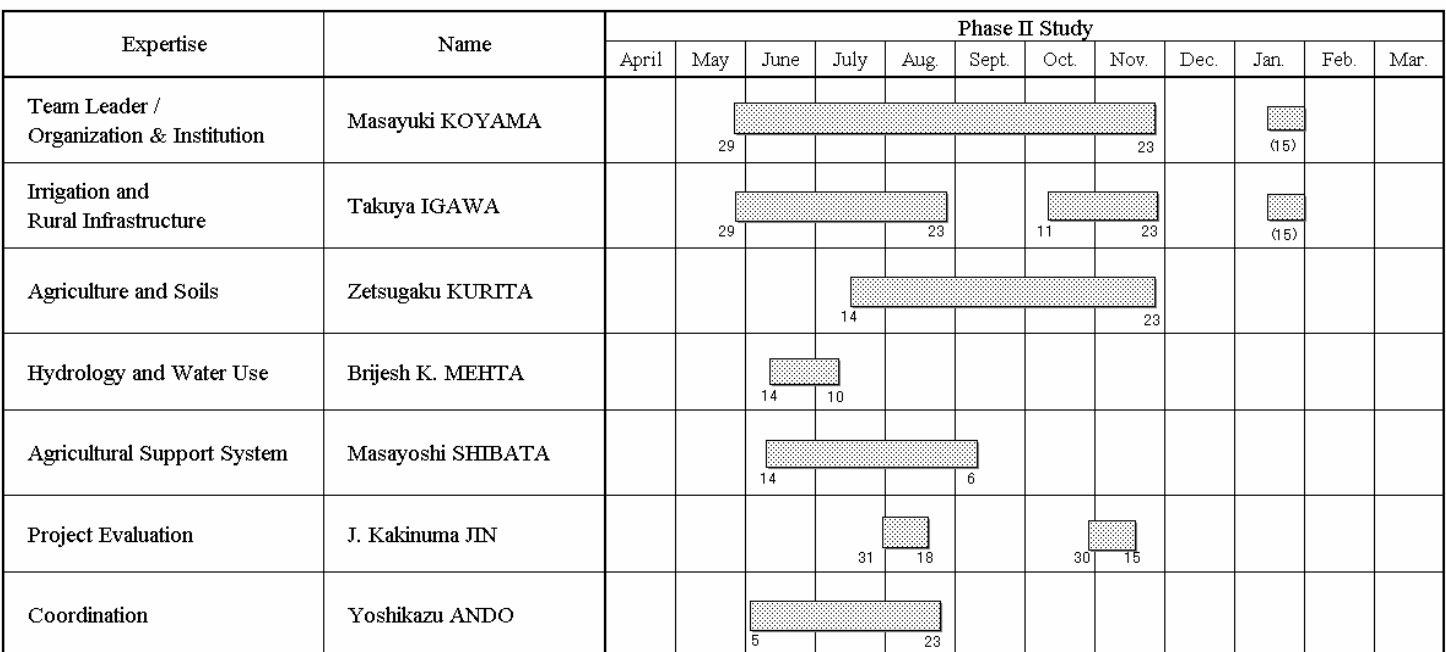 Expertise Name Phase II Study
April May June July Aug. Sept. Oct. Nov. Dec. Jan. Feb. Mar.
Team Leader /
Organization & Institution
Masayuki KOYAMA
29 23 (15)
Irrigation and
Rural Infrastructure
Takuya IGAWA
29 23 11 23 (15)
Agriculture and Soils Zetsugaku KURITA
14 23
Hydrology and Water Use Brijesh K. MEHTA
14 10
Agricultural Support System Masayoshi SHIBATA
14 6
Project Evaluation J. Kakinuma JIN
31 18 30 15
Coordination Yoshikazu ANDO
5 23